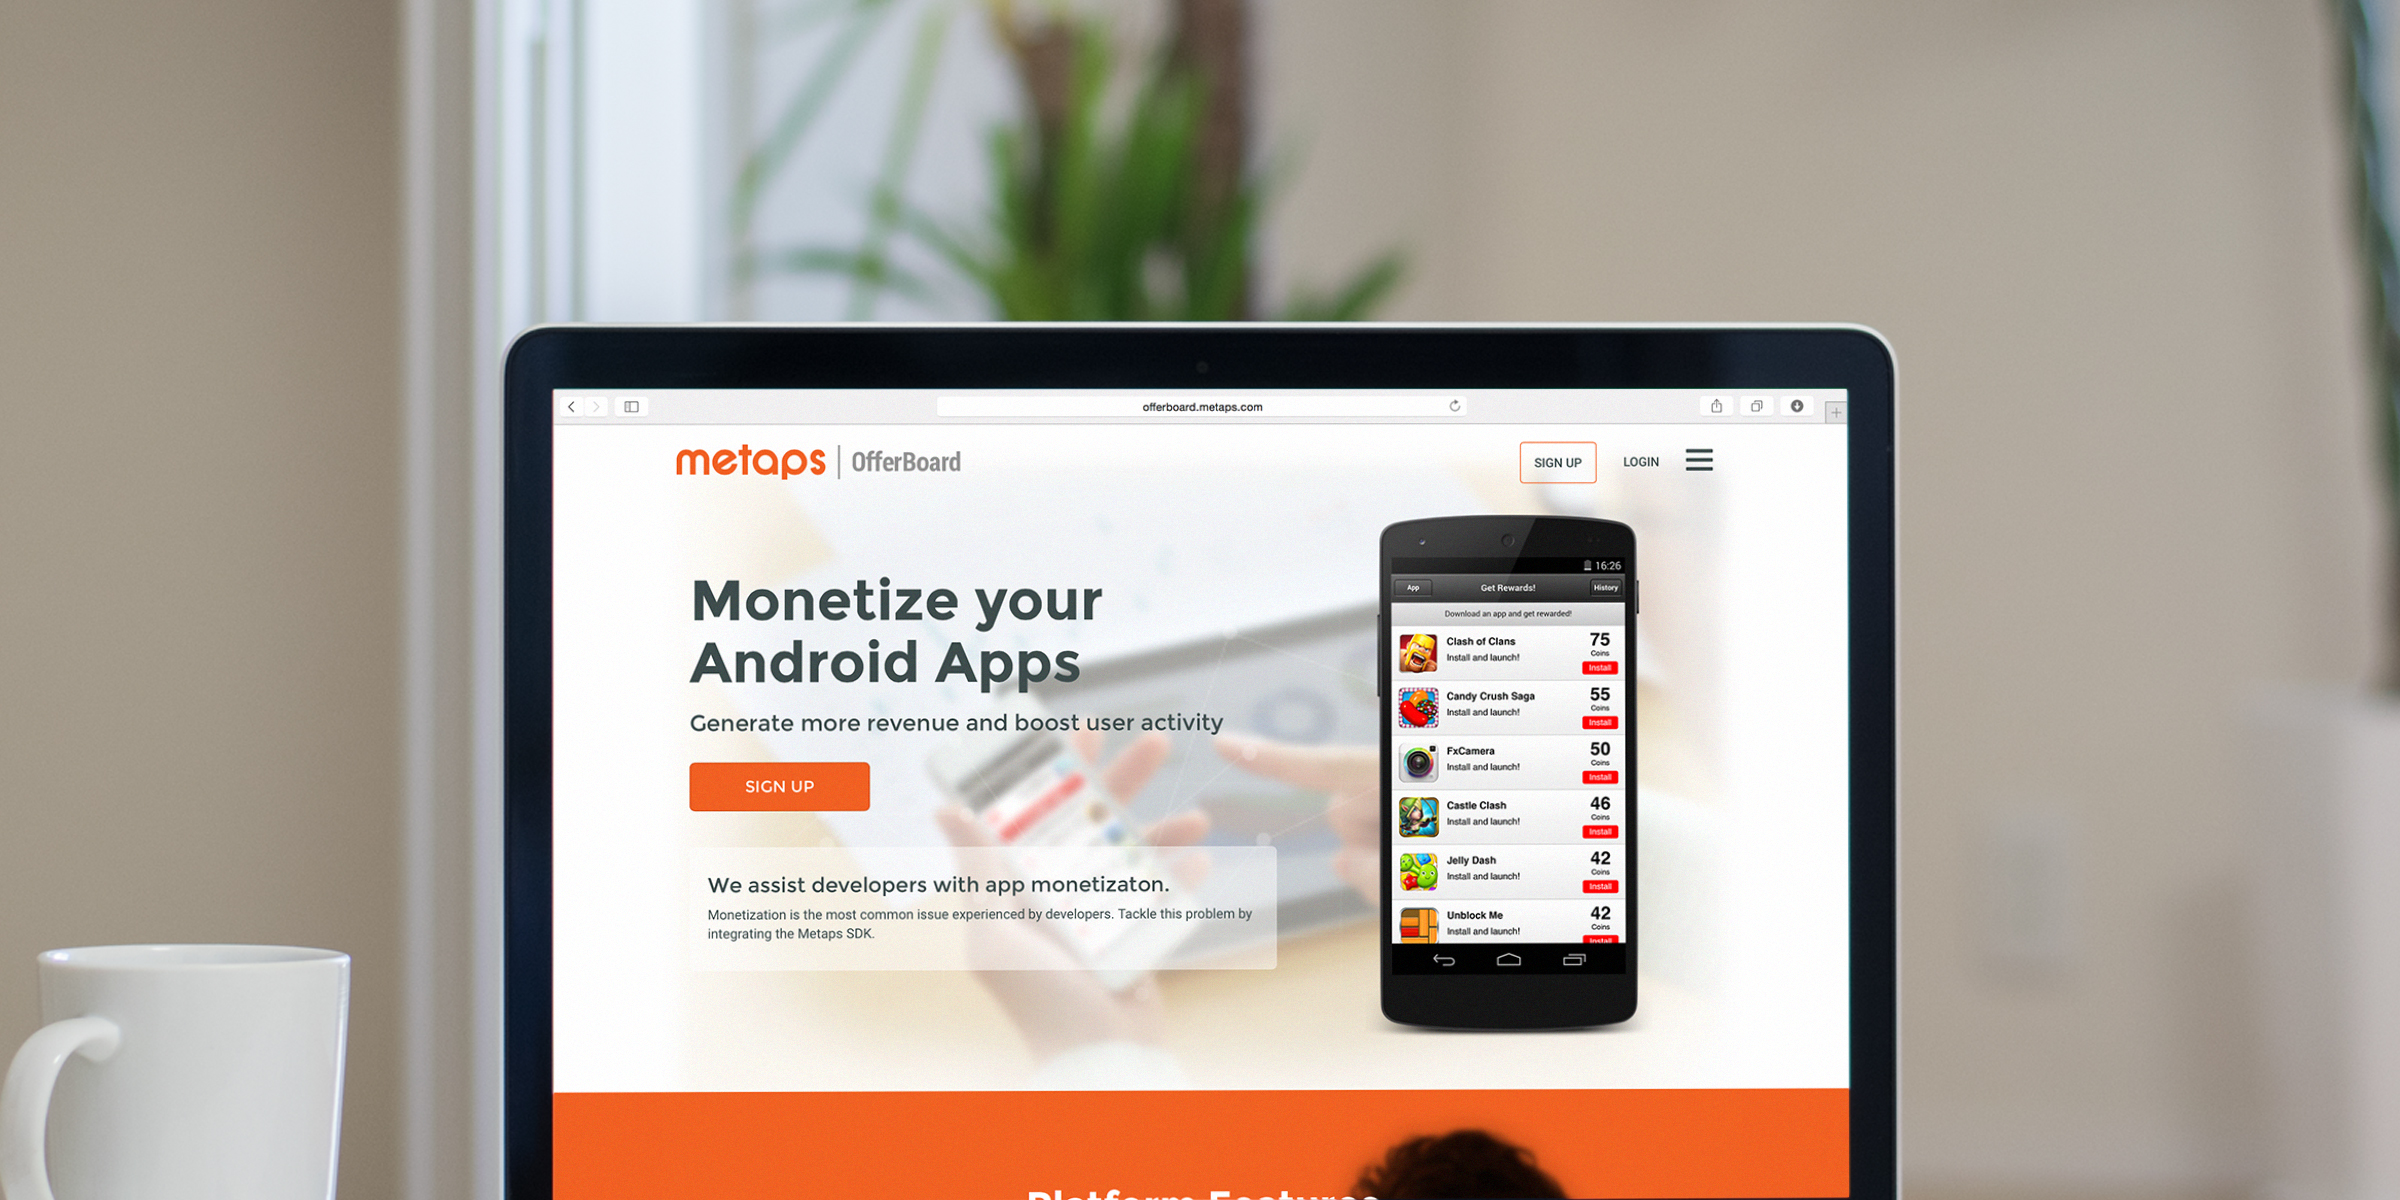 offerboard.metaps.com
metaps | OfferBoard
SIGN UP
LOGIN
Monetize your
Android Apps
Generate more revenue and boost user activity
SIGN UP
We assist developers with app monetizaton.
Monetization is the most common issue experienced by developers. Tackle this problem by
integrating the Metaps SDK.
16:26
App
Get Rewards!
History
Download an app and get rewarded!
Clash of Clans
Install and launch!
75
Coins
Install
Candy Crush Saga
Install and launch!
55
Coins
Install
FxCamera
Install and launch!
50
Coins
Install
Castle Clash
Install and launch!
46
Coins
Install
Jelly Dash
Install and launch!
42
Coins
Install
Unblock Me
Install and launch!
42
Coins
Install
Platform Features